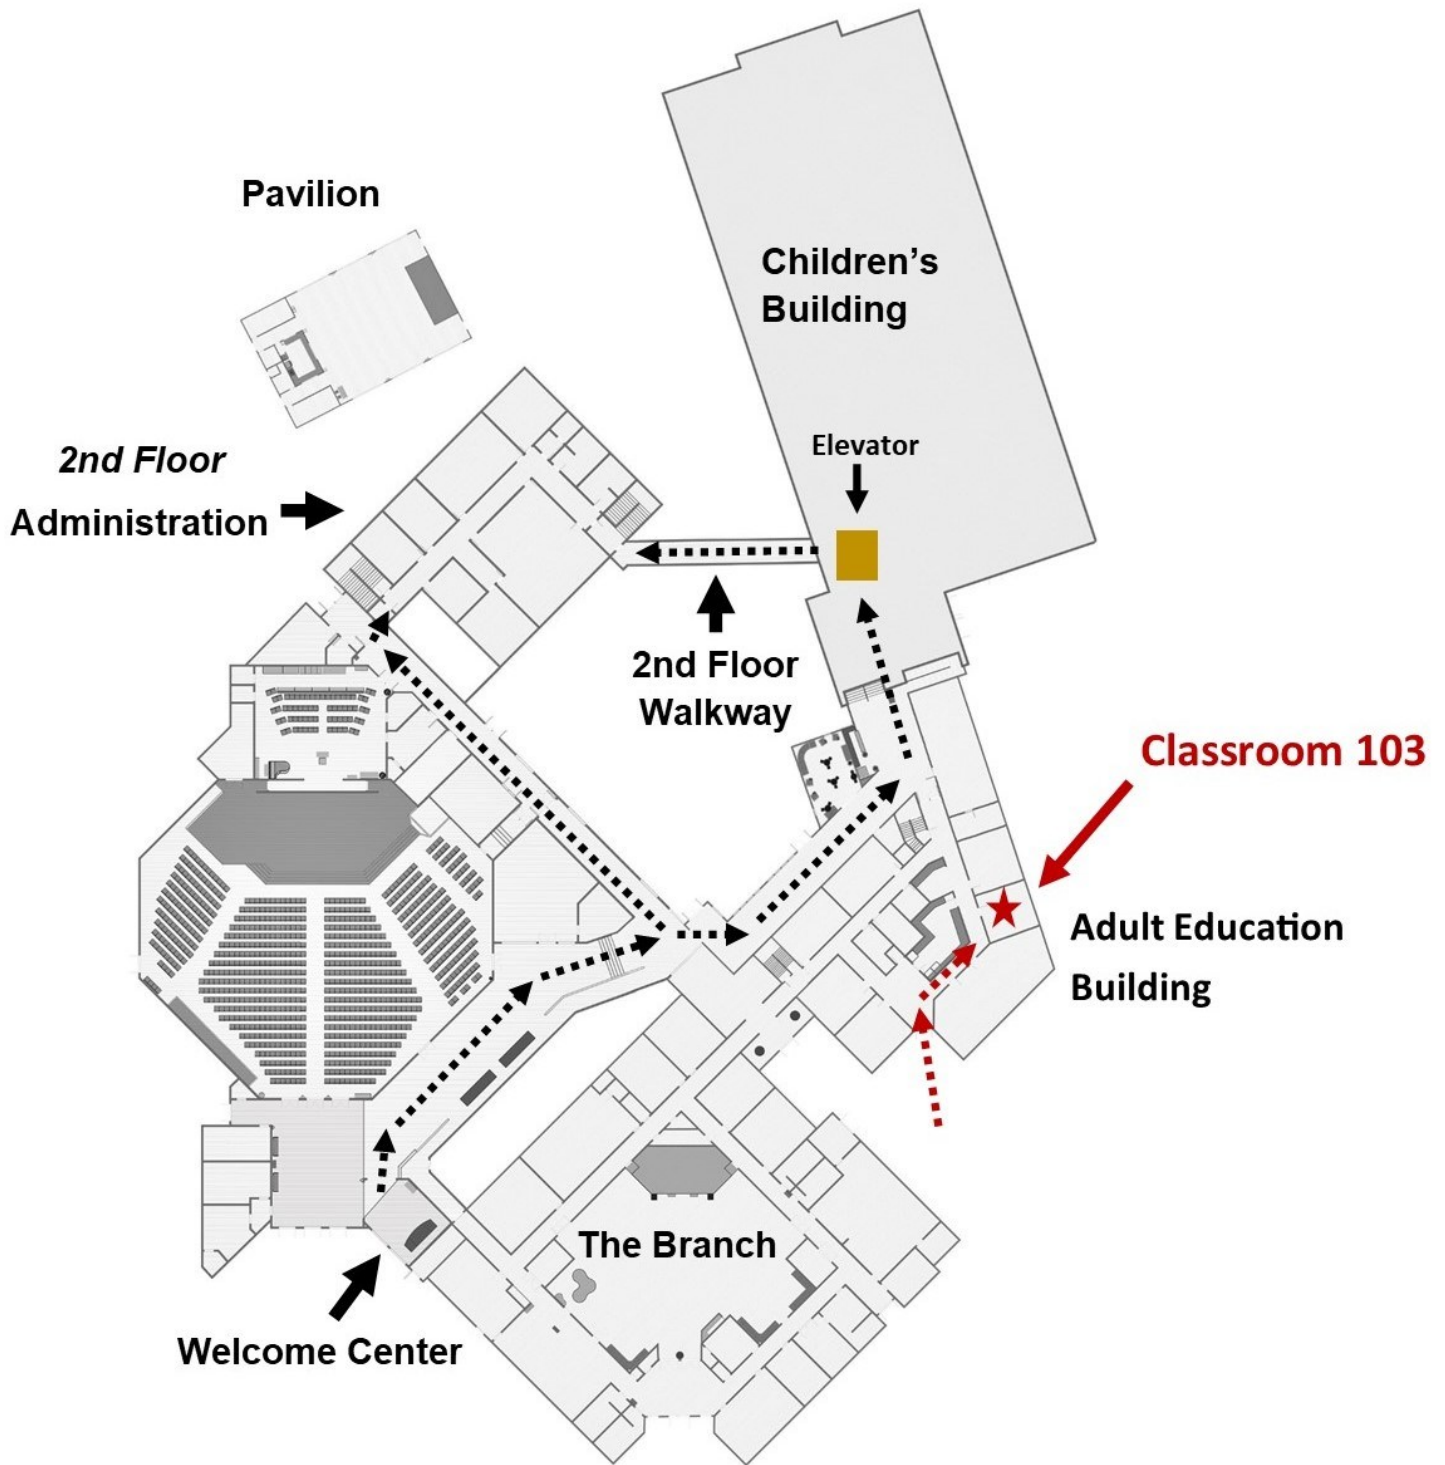 Pavilion
Children’s
Building
Elevator
2nd Floor
Administration
2nd Floor
Walkway
Classroom 103
Adult Education
Building
The Branch
Welcome Center